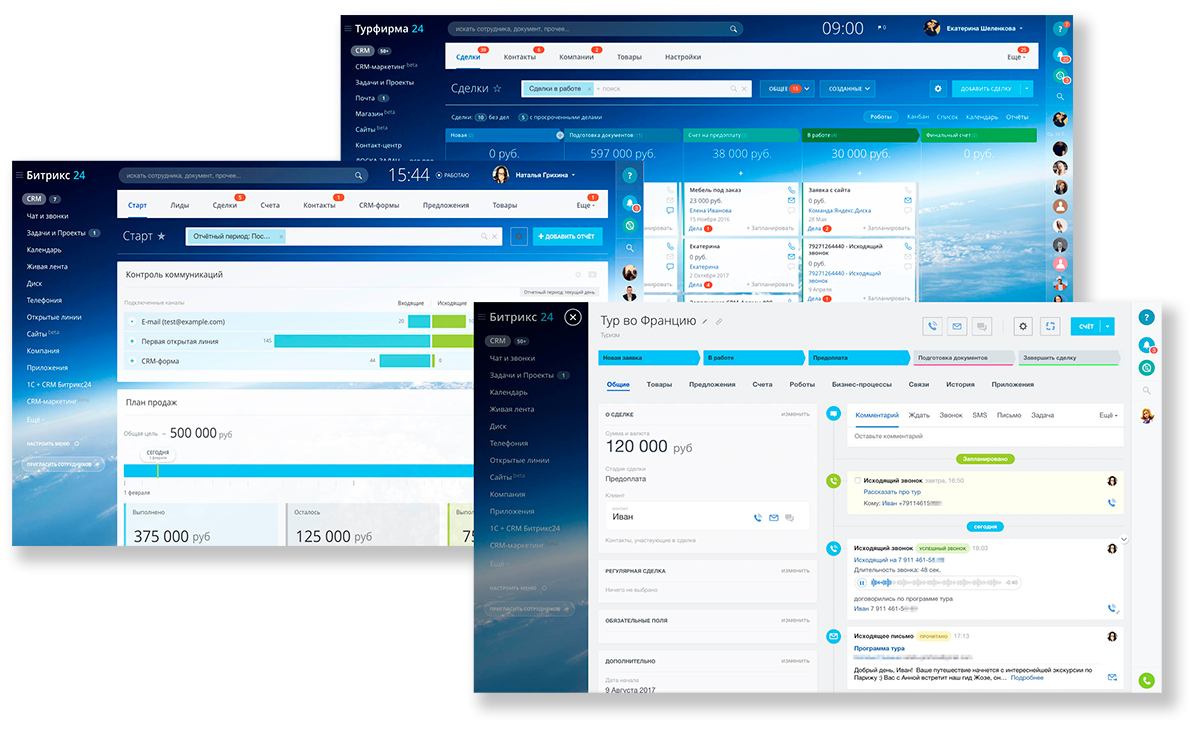 Турфирма 24
искать сотрудника, документ, прочее...
09:00
0
Екатерина Шеленкова
CRM 50+
CRM-маркетинг beta
Задачи и Проекты
Почта 1
Магазин beta
Сайты beta
Контакт-центр
Сделки
Контакты 6
Компании 2
Товары
Настройки
Еще
Сделки
Сделки в работе × + поиск
ОБЩЕЕ
СОЗДАННЫЕ
ДОБАВИТЬ СДЕЛКУ
Сделки: 10 без дел 5 с просроченными делами
Роботы Канбан Список Календарь Отчёты
Новая
Подготовка документов
Счет на предоплату
В работе
Финальный счет
0 руб.
597 000 руб.
38 000 руб.
30 000 руб.
0 руб.
Мебель под заказ
23 000 руб.
Елена Иванова
15 Ноября 2016
Дела 1 + Запланировать
Заявка с сайта
0 руб.
Команда Яндекс.Диска
28 Мая
Дела 2 + Запланировать
Екатерина
0 руб.
Екатерина
2 Октября 2017
Дела 4 + Запланировать
79271264440 - Исходящий
звонок
0 руб.
79271264440 - Исходящий
звонок
9 Апреля
Дела 1 + Запланировать
Битрикс 24
искать сотрудника, документ, прочее...
15:44
РАБОТАЮ
Наталья Грихина
CRM 7
Чат и звонки
Задачи и Проекты 1
Календарь
Живая лента
Диск
Телефония
Открытые линии
Сайты beta
Компания
Приложения
1С + CRM Битрикс24
CRM-маркетинг beta
Еще
НАСТРОИТЬ МЕНЮ
ПРИГЛАСИТЬ СОТРУДНИКОВ
Старт
Лиды
Сделки 5
Счета
Контакты 1
CRM-формы
Предложения
Товары
Еще 1
Старт
Отчётный период: Пос... ×
+ ДОБАВИТЬ ОТЧЁТ
Контроль коммуникаций
Отчетный период: текущий день
Подключенные каналы
Входящие
Исходящие
E-mail (test@example.com) 20
Первая открытая линия 145
CRM-форма 44 0
План продаж
Общая цель – 500 000 руб
сегодня
1 февраля
Выполнено
375 000 руб
Осталось
125 000 руб
Битрикс 24
CRM 50+
Чат и звонки
Задачи и Проекты 1
Календарь
Живая лента
Диск
Телефония
Открытые линии
Сайты beta
Компания
Приложения
1С + CRM Битрикс24
CRM-маркетинг
Еще
НАСТРОИТЬ МЕНЮ
ПРИГЛАСИТЬ СОТРУДНИКОВ
Тур во Францию
Туризм
СЧЁТ
Новая заявка
В работе
Предоплата
Подготовка документов
Завершить сделку
Общие Товары Предложения Счета Роботы Бизнес-процессы Связи История Приложения
О СДЕЛКЕ изменить
Сумма и валюта
120 000 руб
Стадия сделки
Предоплата
Клиент
Иван
Контакты, участвующие в сделке
РЕГУЛЯРНАЯ СДЕЛКА изменить
Ничего не выбрано
ОБЯЗАТЕЛЬНЫЕ ПОЛЯ изменить
ДОПОЛНИТЕЛЬНО изменить
Дата начала
9 Августа 2017
Комментарий Ждать Звонок SMS Письмо Задача Ещё
Оставьте комментарий
Запланировано
Исходящий звонок завтра, 16:50
Рассказать про тур
Кому: Иван +79114615
сегодня
Исходящий звонок УСПЕШНЫЙ ЗВОНОК 18:03
Исходящий на 7 911 461-58
Длительность звонка: 48 сек.
-0:48
договорились по программе тура
Иван 7 911 461-5
Исходящее письмо ПРОЧИТАНО 17:13
Программа тура
Добрый день, Иван! Ваше путешествие начнется с интереснейшей экскурсии по
Парижу :) Вас с Анной встретит наш гид Жозе, он... Подробнее